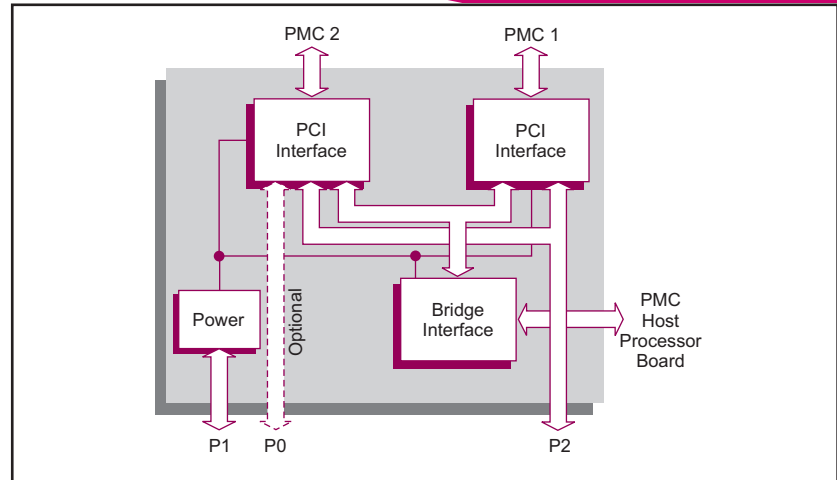 PMC 2
PMC 1
PCI
Interface
PCI
Interface
Power
Optional
Bridge
Interface
PMC
Host
Processor
Board
P1
P0
P2